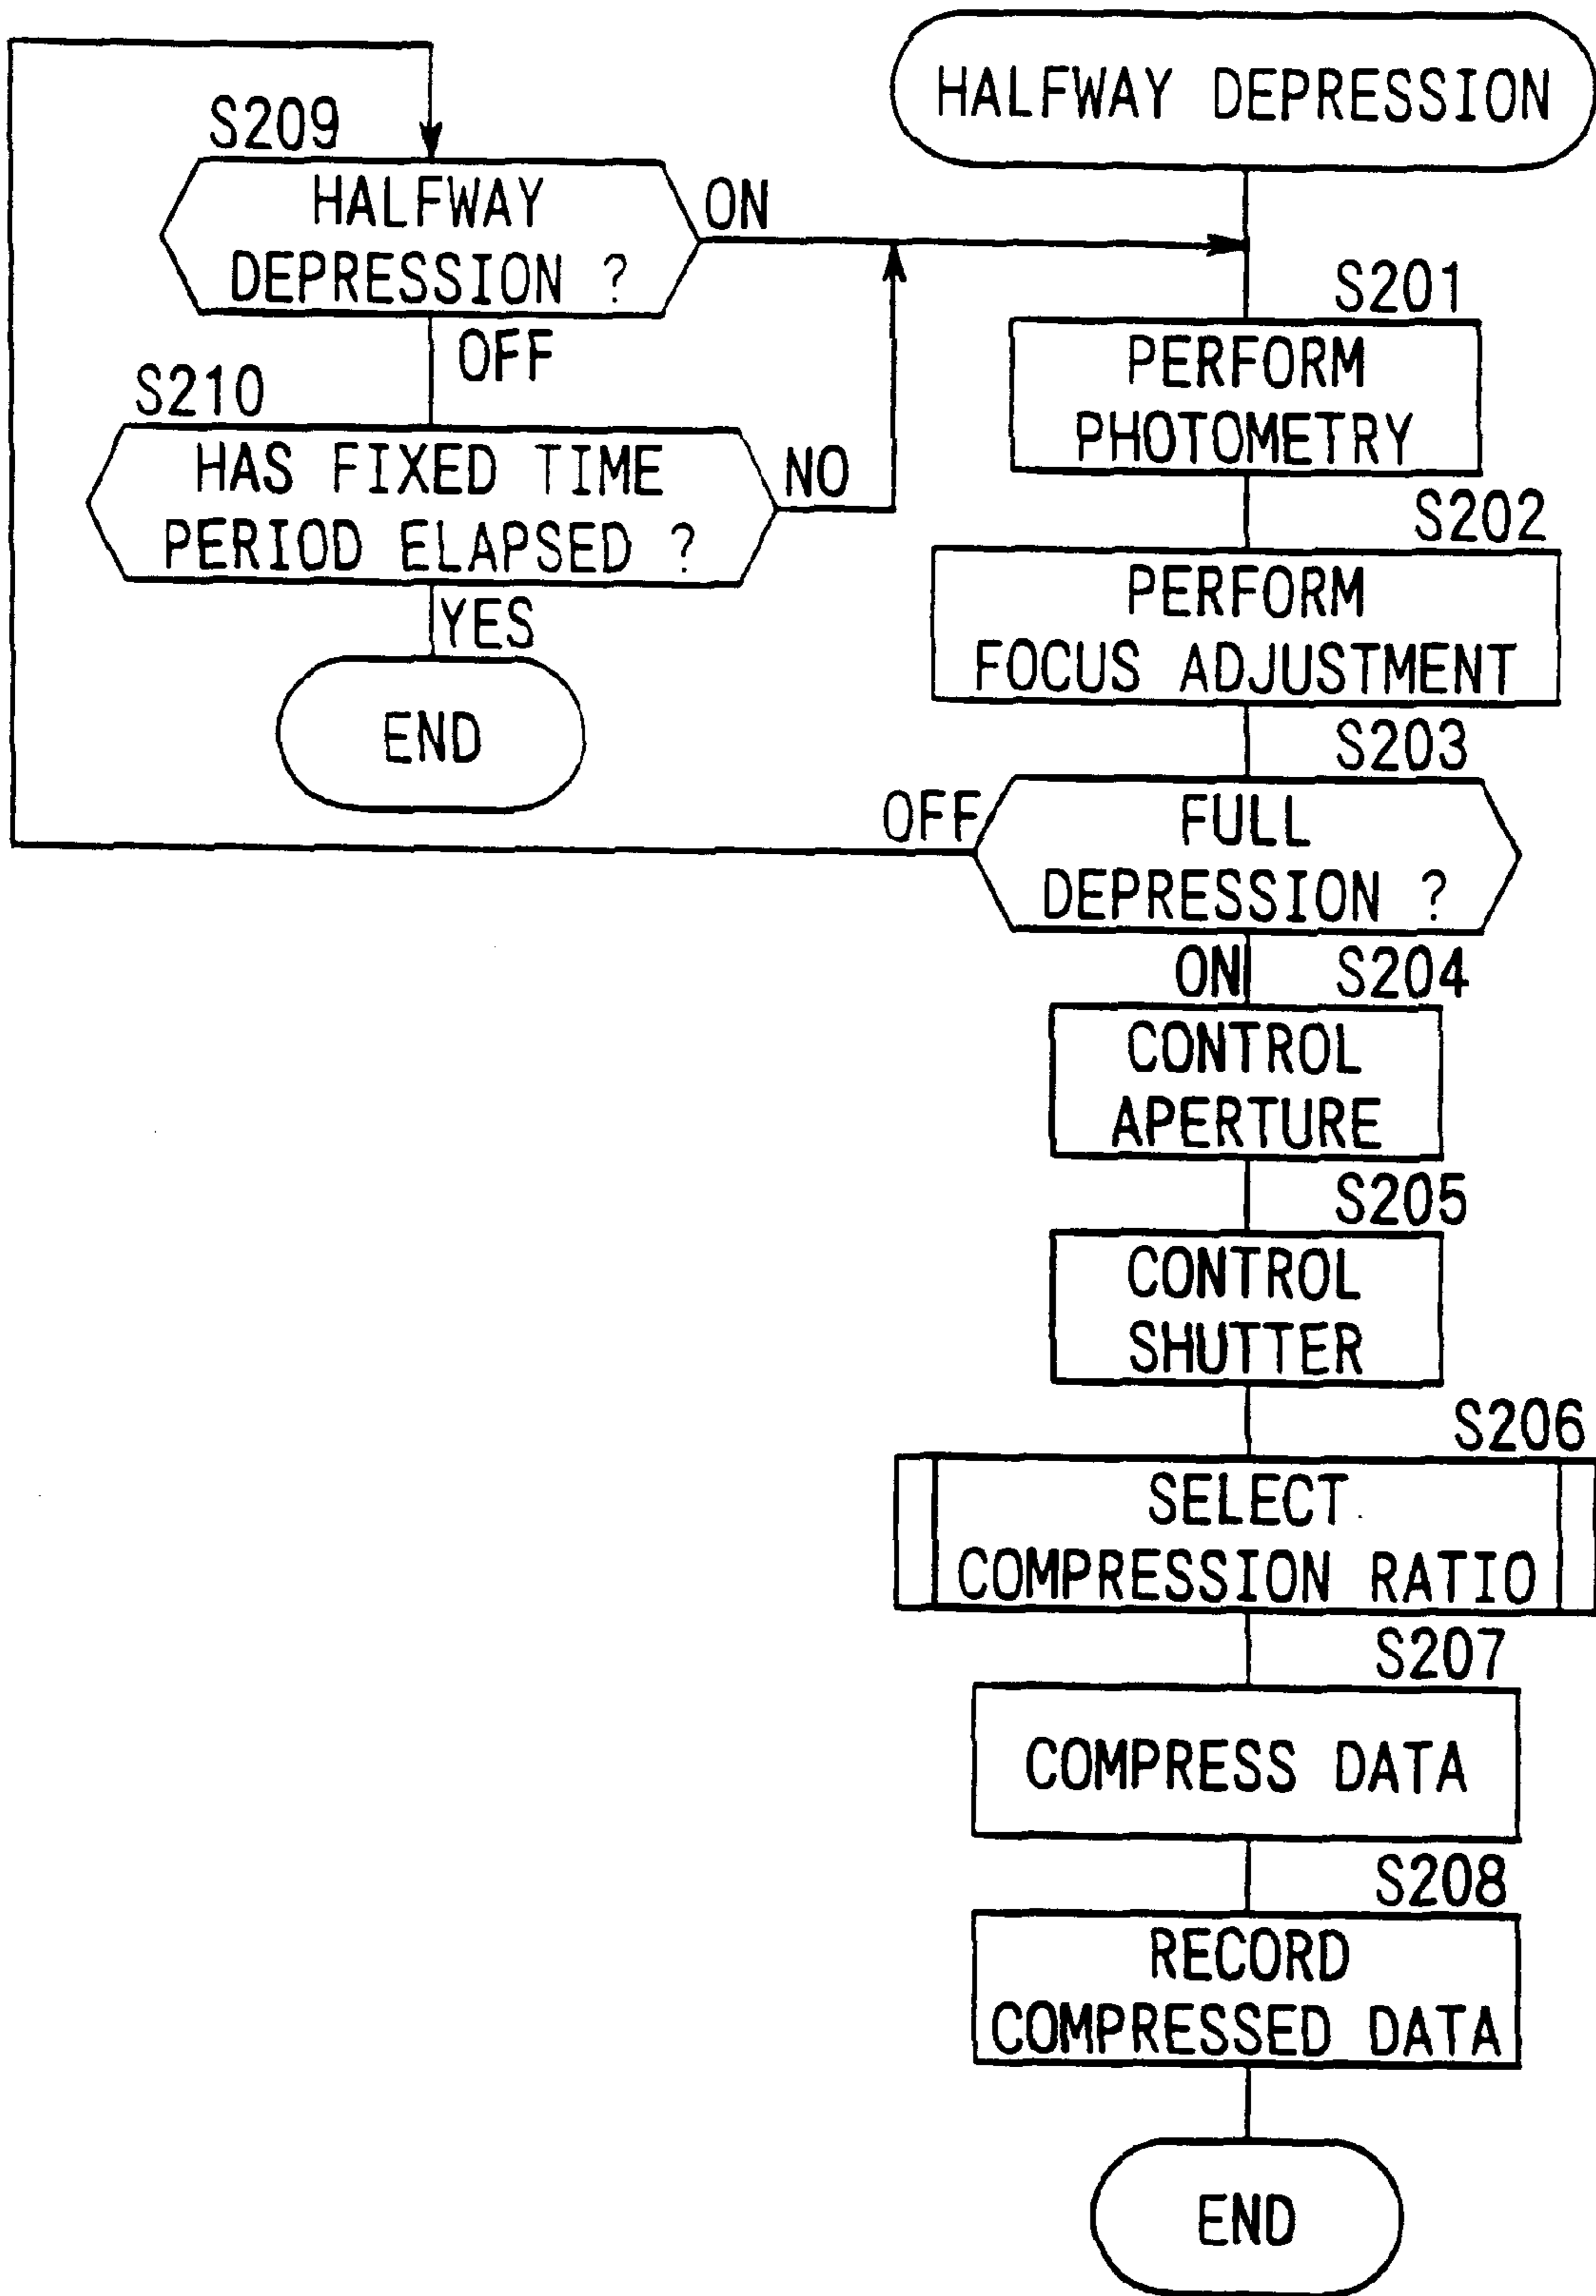 HALFWAY DEPRESSION
S209
HALFWAY
DEPRESSION ?
ON
OFF
S210
HAS FIXED TIME
PERIOD ELAPSED ?
NO
YES
END
S201
PERFORM
PHOTOMETRY
S202
PERFORM
FOCUS ADJUSTMENT
S203
FULL
DEPRESSION ?
OFF
ON
S204
CONTROL
APERTURE
S205
CONTROL
SHUTTER
S206
SELECT
COMPRESSION RATIO
S207
COMPRESS DATA
S208
RECORD
COMPRESSED DATA
END